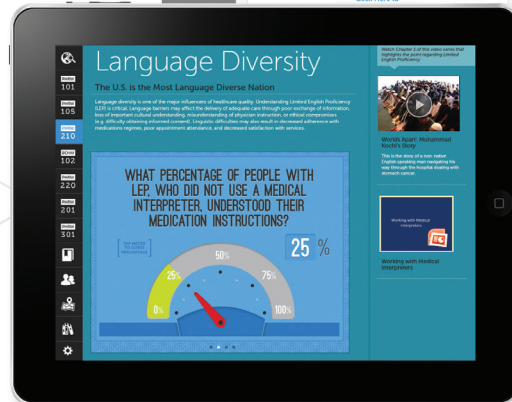 Language Diversity
The U.S. is the Most Language Diverse Nation
Language diversity is one of the major influencers of healthcare quality. Understanding Limited English Proficiency
(LEP) is critical. Language barriers may affect the delivery of adequate care through poor exchange of information,
loss of important cultural understanding, misunderstanding of physician instruction, or ethical compromises
(e.g. difficulty obtaining informed consent). Linguistic difficulties may also result in decreased adherence with
medications regimes, poor appointment attendance, and decreased satisfaction with services.
101
105
210
102
220
201
301
WHAT PERCENTAGE OF PEOPLE WITH
LEP, WHO DID NOT USE A MEDICAL
INTERPRETER, UNDERSTOOD THEIR
MEDICATION INSTRUCTIONS?
TAP METER
TO GUESS
PERCENTAGE
25 %
0%
25%
50%
75%
100%
Watch Chapter 1 of this video series that
highlights the point regarding Limited
English Proficiency
Worlds Apart: Mohammad
Kochi's Story
This is the story of a non-native
English speaking man navigating his
way through the hospital dealing with
stomach cancer.
Working with Medical
Interpreters
Working with Medical
Interpreters